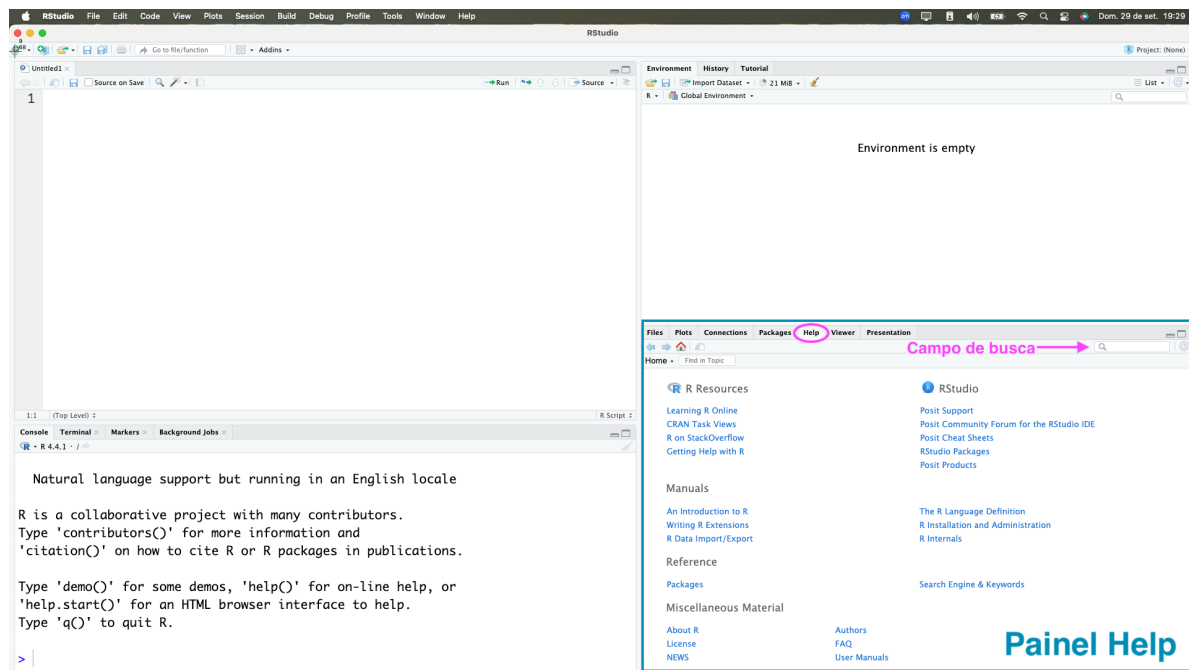 RStudio File Edit Code View Plots Session Build Debug Profile Tools Window Help
Dom. 29 de set. 19:29
RStudio
Go to file/function Addins
Project: (None)
Untitled1
Source on Save Run Source
1
1:1 (Top Level) R Script
Console Terminal Markers Background Jobs
R 4.4.1 · /
Natural language support but running in an English locale
R is a collaborative project with many contributors.
Type 'contributors()' for more information and
'citation()' on how to cite R or R packages in publications.
Type 'demo()' for some demos, 'help()' for on-line help, or
'help.start()' for an HTML browser interface to help.
Type 'q()' to quit R.
>
Environment History Tutorial
Import Dataset 21 MiB List
R Global Environment
Environment is empty
Files Plots Connections Packages Help Viewer Presentation
Campo de busca
Home Find in Topic
R Resources
Learning R Online
CRAN Task Views
R on StackOverflow
Getting Help with R
RStudio
Posit Support
Posit Community Forum for the RStudio IDE
Posit Cheat Sheets
RStudio Packages
Posit Products
Manuals
An Introduction to R
Writing R Extensions
R Data Import/Export
The R Language Definition
R Installation and Administration
R Internals
Reference
Packages
Search Engine & Keywords
Miscellaneous Material
About R
License
NEWS
Authors
FAQ
User Manuals
Painel Help